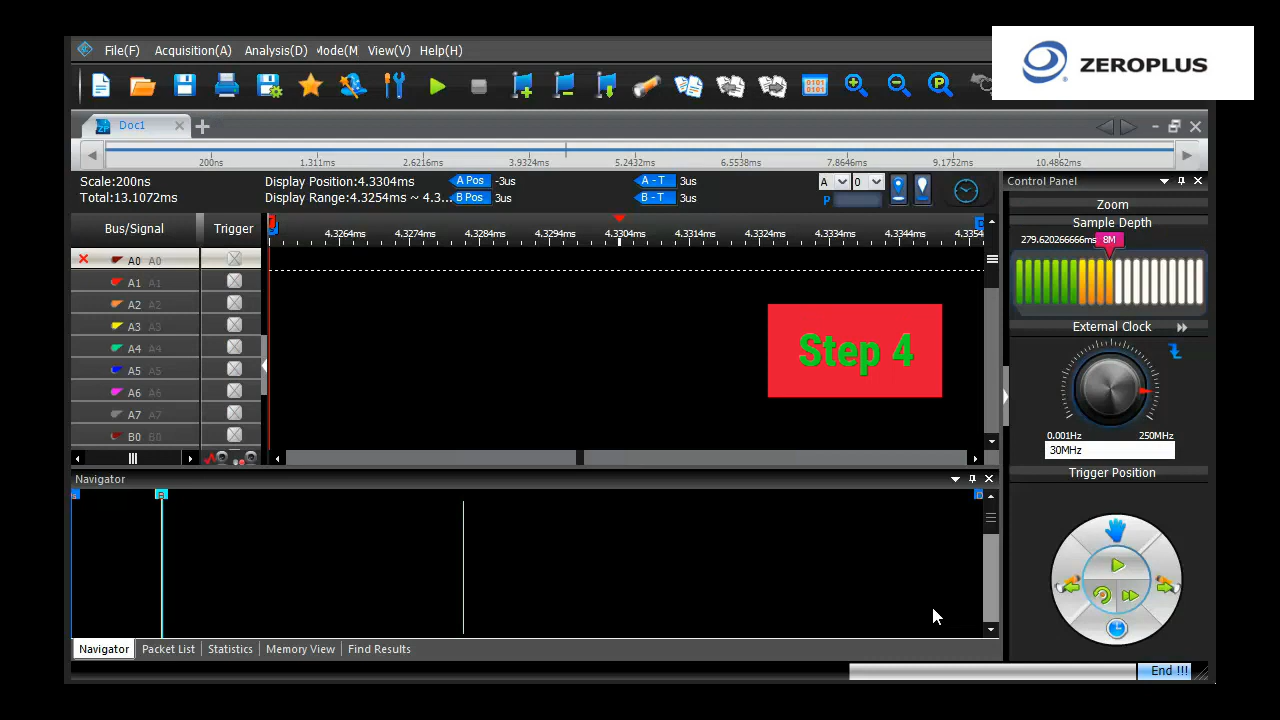 File(F) Acquisition(A) Analysis(D) Mode(M View(V) Help(H)
ZEROPLUS
Doc1
200ns 1.311ms 2.6216ms 3.9324ms 5.2432ms 6.5538ms 7.8646ms 9.1752ms 10.4862ms
Scale:200ns Display Position:4.3304ms A Pos -3us A - T 3us A 0
Total:13.1072ms Display Range:4.3254ms ~ 4.3... B Pos 3us B - T 3us P
Control Panel
Zoom
Sample Depth
279.620266666ms 8M
Bus/Signal Trigger
4.3264ms 4.3274ms 4.3284ms 4.3294ms 4.3304ms 4.3314ms 4.3324ms 4.3334ms 4.3344ms 4.3354
A0 A0
A1 A1
A2 A2
A3 A3
A4 A4
A5 A5
A6 A6
A7 A7
B0 B0
Step 4
External Clock
0.001Hz 250MHz
30MHz
Trigger Position
Navigator
B
Navigator Packet List Statistics Memory View Find Results
End !!!